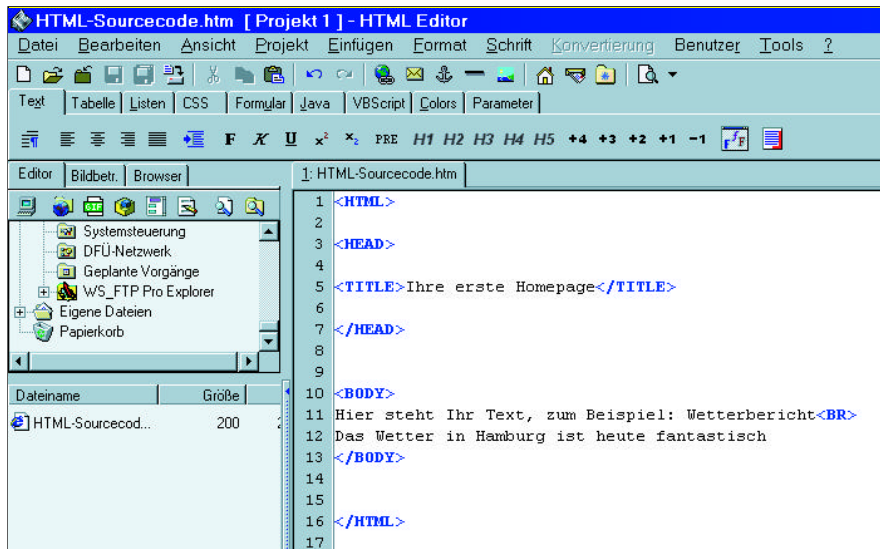 HTML-Sourcecode.htm [ Projekt 1 ] - HTML Editor
Datei Bearbeiten Ansicht Projekt Einfügen Format Schrift Konvertierung Benutzer Tools ?
Text Tabelle Listen CSS Formular Java VBScript Colors Parameter
F K U x² x₂ PRE H1 H2 H3 H4 H5 +4 +3 +2 +1 -1
Editor Bildbetr. Browser
1: HTML-Sourcecode.htm
Systemsteuerung
DFÜ-Netzwerk
Geplante Vorgänge
WS_FTP Pro Explorer
Eigene Dateien
Papierkorb
Dateiname Größe
HTML-Sourcecod... 200
1 <HTML>
2
3 <HEAD>
4
5 <TITLE>Ihre erste Homepage</TITLE>
6
7 </HEAD>
8
9
10 <BODY>
11 Hier steht Ihr Text, zum Beispiel: Wetterbericht<BR>
12 Das Wetter in Hamburg ist heute fantastisch
13 </BODY>
14
15
16 </HTML>
17